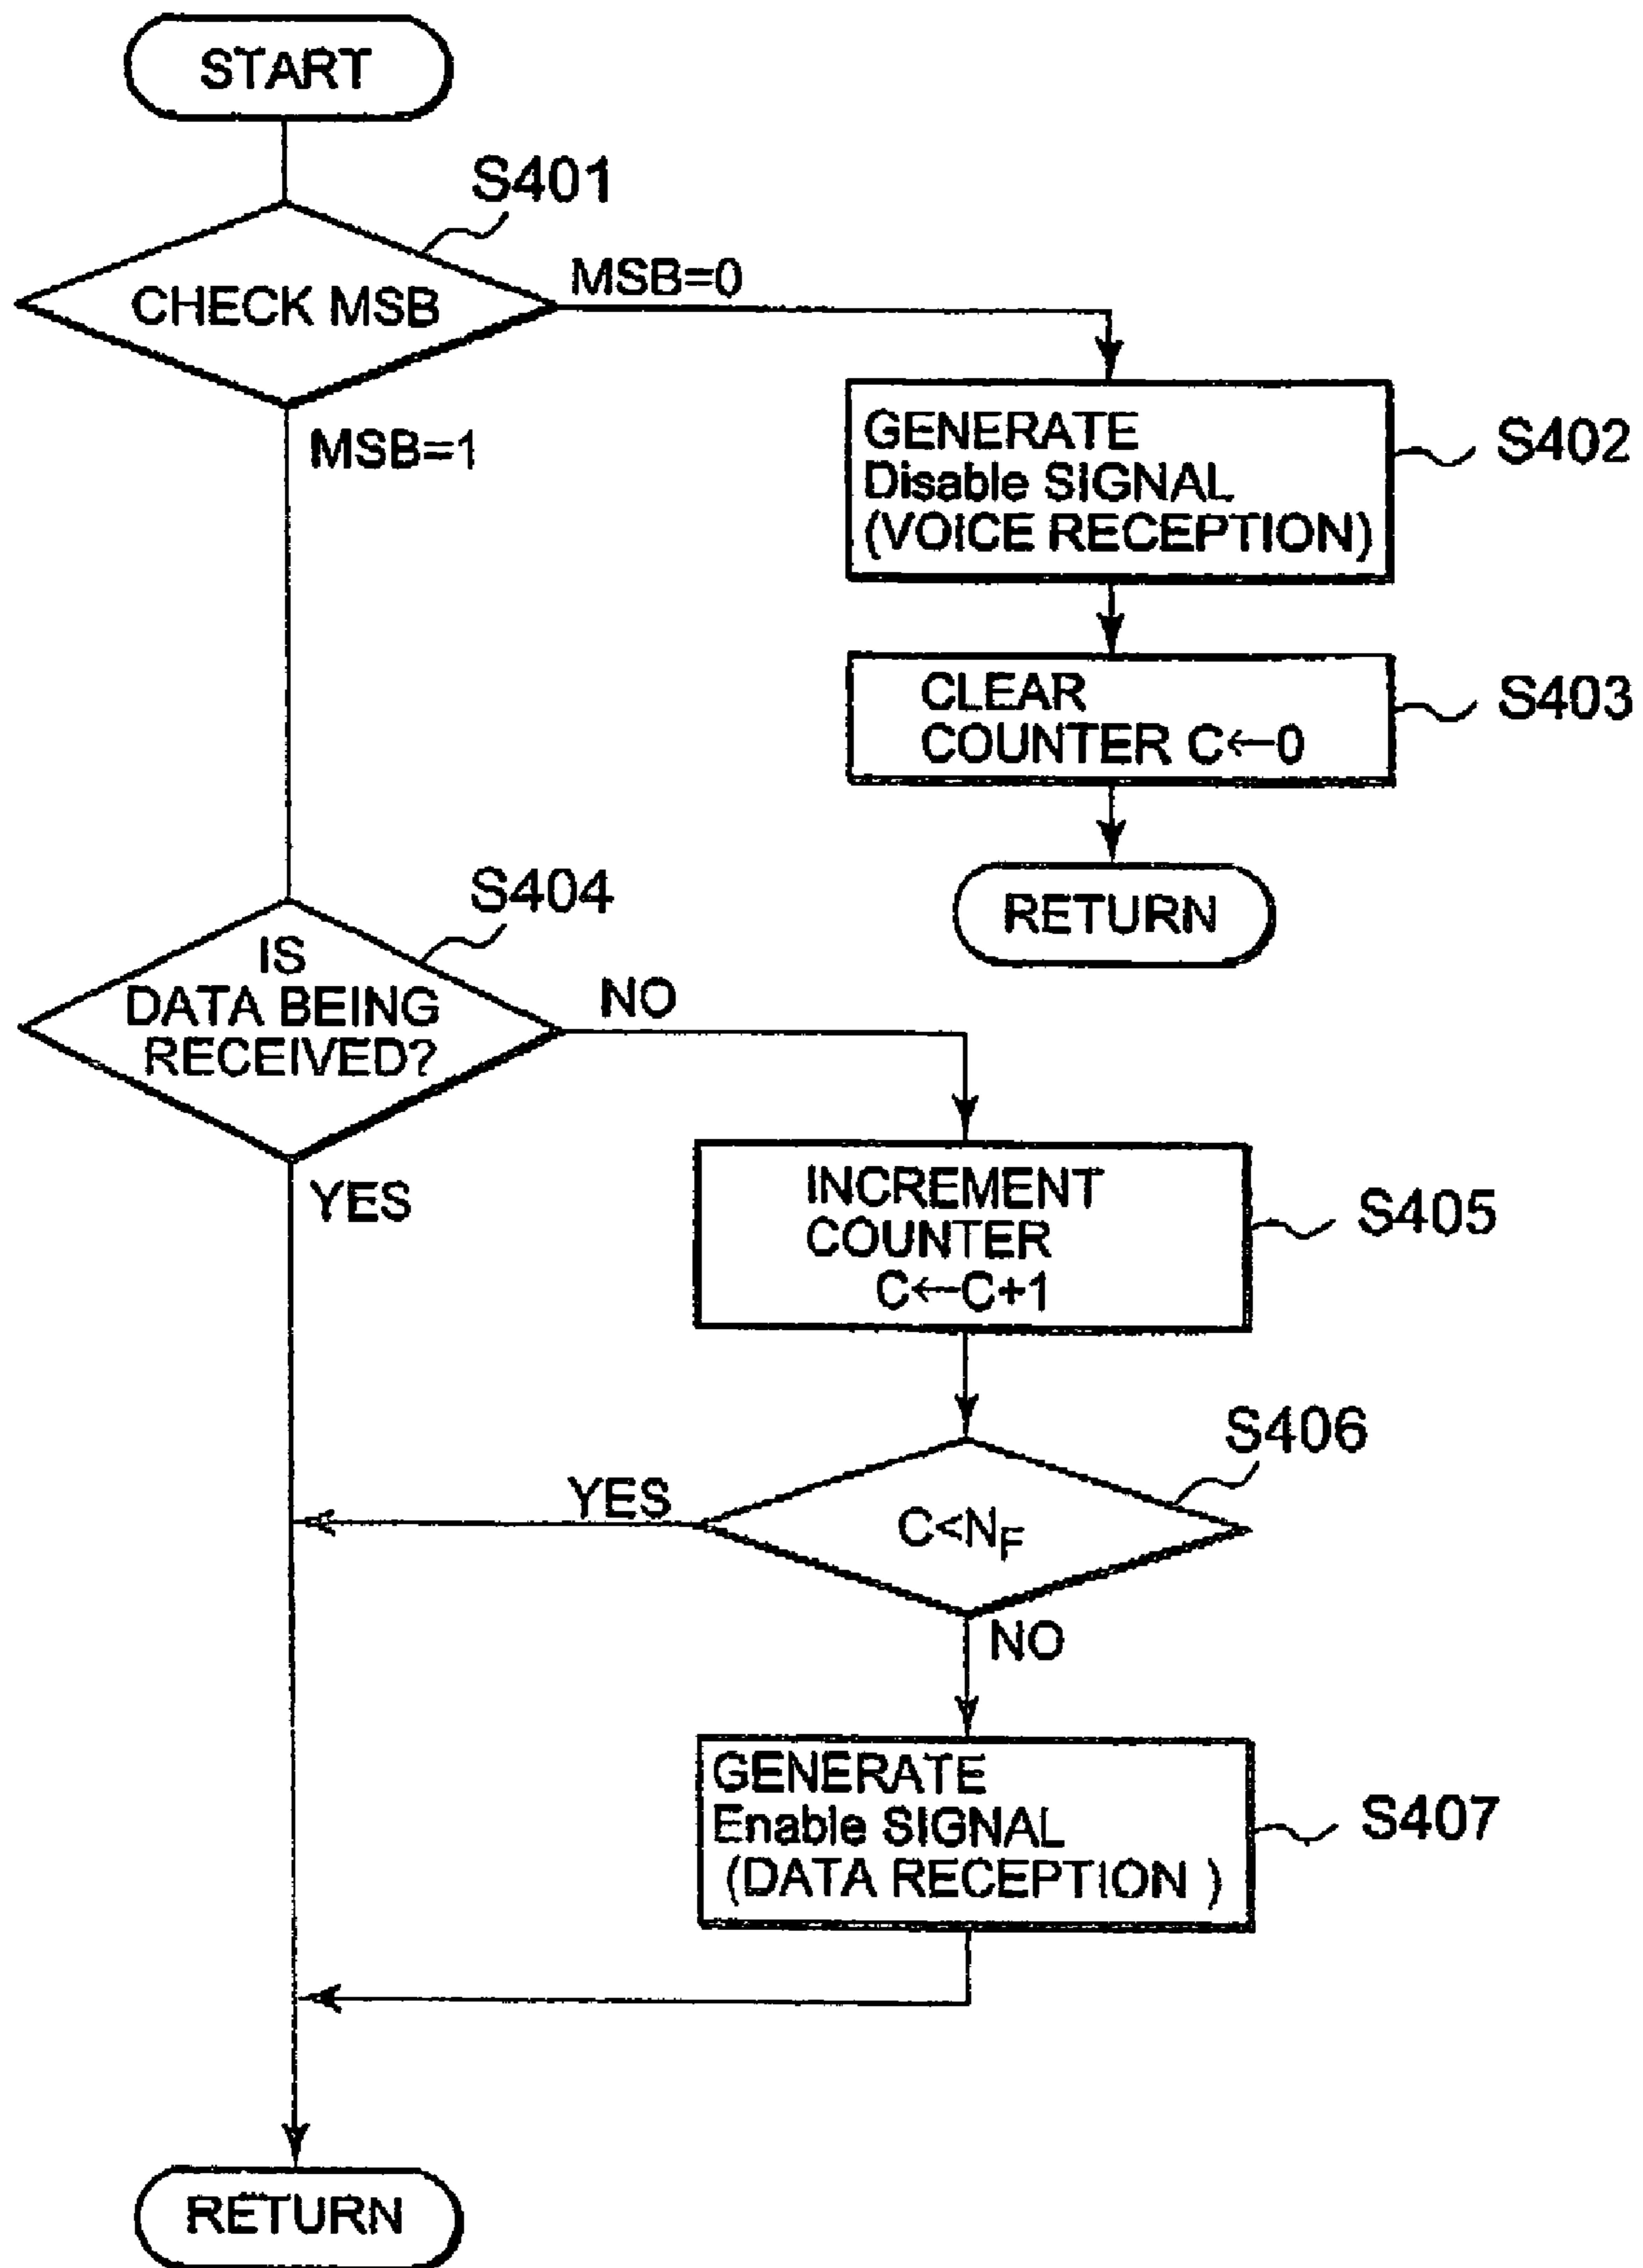 START
S401
CHECK MSB
MSB=0
MSB=1
GENERATE
Disable SIGNAL
(VOICE RECEPTION)
S402
CLEAR
COUNTER C←0
S403
RETURN
S404
IS
DATA BEING
RECEIVED?
NO
YES
INCREMENT
COUNTER
C←C+1
S405
S406
YES
C<N_F
NO
GENERATE
Enable SIGNAL
(DATA RECEPTION )
S407
RETURN